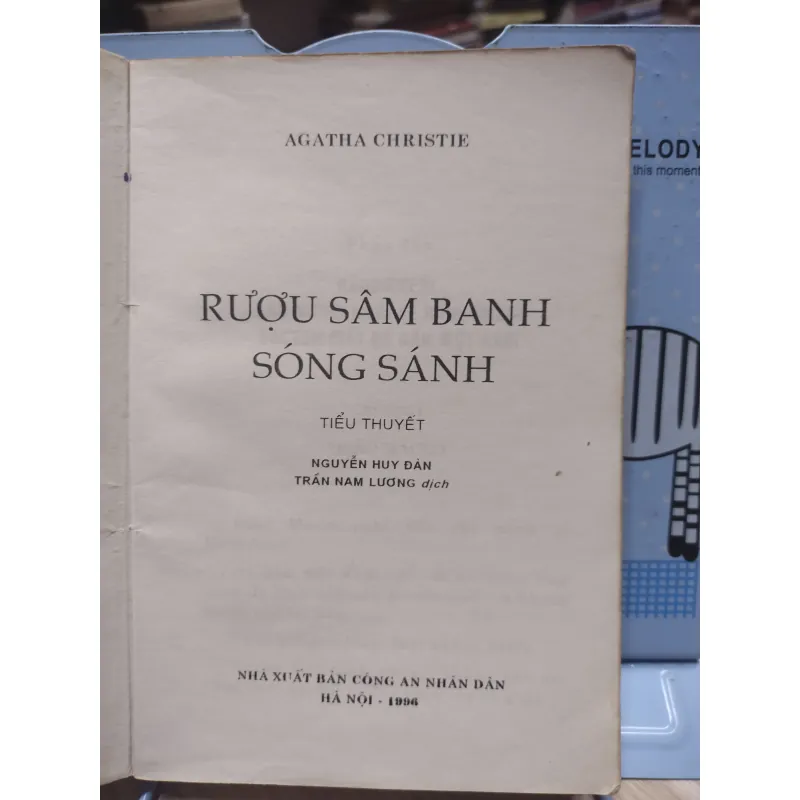 AGATHA CHRISTIE
RƯỢU SÂM BANH
SÓNG SÁNH
TIỂU THUYẾT
NGUYỄN HUY ĐÀN
TRẦN NAM LƯƠNG dịch
NHÀ XUẤT BẢN CÔNG AN NHÂN DÂN
HÀ NỘI - 1996
ELODY
this moment